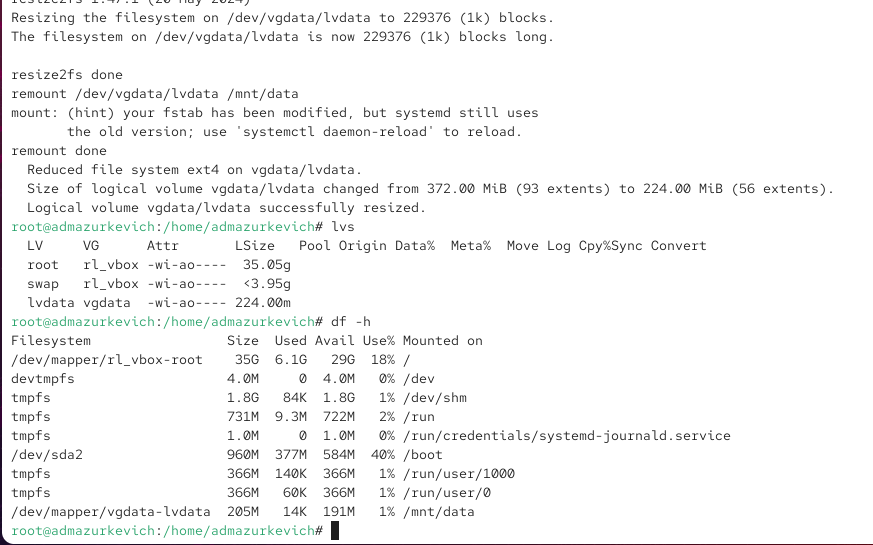 resize2fs 1.47.1 (20 May 2024)
Resizing the filesystem on /dev/vgdata/lvdata to 229376 (1k) blocks.
The filesystem on /dev/vgdata/lvdata is now 229376 (1k) blocks long.
resize2fs done
remount /dev/vgdata/lvdata /mnt/data
mount: (hint) your fstab has been modified, but systemd still uses
       the old version; use 'systemctl daemon-reload' to reload.
remount done
  Reduced file system ext4 on vgdata/lvdata.
  Size of logical volume vgdata/lvdata changed from 372.00 MiB (93 extents) to 224.00 MiB (56 extents).
  Logical volume vgdata/lvdata successfully resized.
root@admazurkevich:/home/admazurkevich# lvs
  LV     VG      Attr       LSize   Pool Origin Data%  Meta%  Move Log Cpy%Sync Convert
  root   rl_vbox -wi-ao----  35.05g
  swap   rl_vbox -wi-ao----  <3.95g
  lvdata vgdata  -wi-ao---- 224.00m
root@admazurkevich:/home/admazurkevich# df -h
Filesystem                 Size  Used Avail Use% Mounted on
/dev/mapper/rl_vbox-root    35G  6.1G   29G  18% /
devtmpfs                   4.0M     0  4.0M   0% /dev
tmpfs                      1.8G   84K  1.8G   1% /dev/shm
tmpfs                      731M  9.3M  722M   2% /run
tmpfs                      1.0M     0  1.0M   0% /run/credentials/systemd-journald.service
/dev/sda2                  960M  377M  584M  40% /boot
tmpfs                      366M  140K  366M   1% /run/user/1000
tmpfs                      366M   60K  366M   1% /run/user/0
/dev/mapper/vgdata-lvdata  205M   14K  191M   1% /mnt/data
root@admazurkevich:/home/admazurkevich#